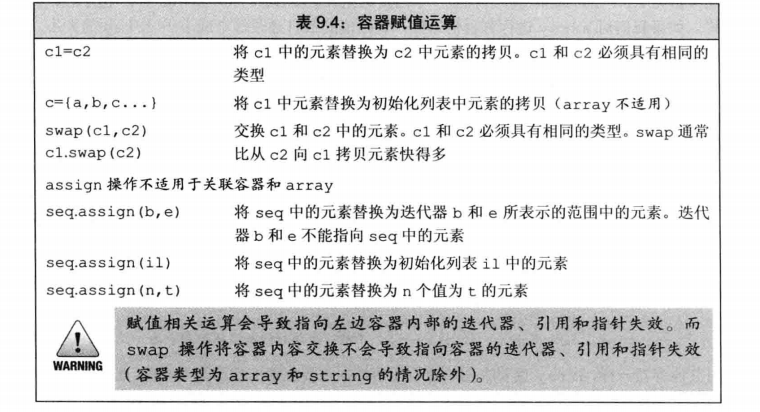 表 9.4：容器赋值运算
c1=c2 将 c1 中的元素替换为 c2 中元素的拷贝。c1 和 c2 必须具有相同的
类型
c={a,b,c...} 将 c1 中元素替换为初始化列表中元素的拷贝（array 不适用）
swap(c1,c2) 交换 c1 和 c2 中的元素。c1 和 c2 必须具有相同的类型。swap 通常
c1.swap(c2) 比从 c2 向 c1 拷贝元素快得多
assign 操作不适用于关联容器和 array
seq.assign(b,e) 将 seq 中的元素替换为迭代器 b 和 e 所表示的范围中的元素。迭代
器 b 和 e 不能指向 seq 中的元素
seq.assign(il) 将 seq 中的元素替换为初始化列表 il 中的元素
seq.assign(n,t) 将 seq 中的元素替换为 n 个值为 t 的元素
赋值相关运算会导致指向左边容器内部的迭代器、引用和指针失效。而
swap 操作将容器内容交换不会导致指向容器的迭代器、引用和指针失效
（容器类型为 array 和 string 的情况除外）。
WARNING